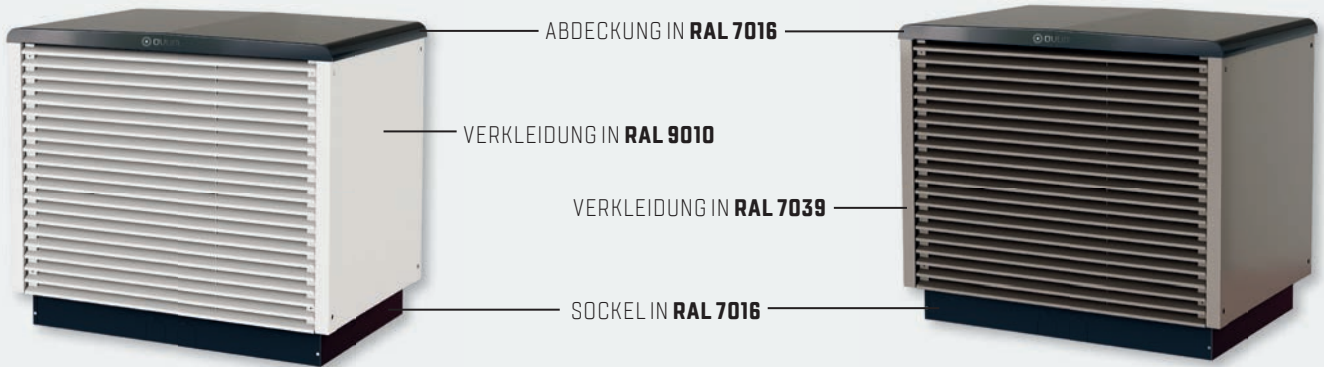 ABDECKUNG IN RAL 7016
VERKLEIDUNG IN RAL 9010
VERKLEIDUNG IN RAL 7039
SOCKEL IN RAL 7016